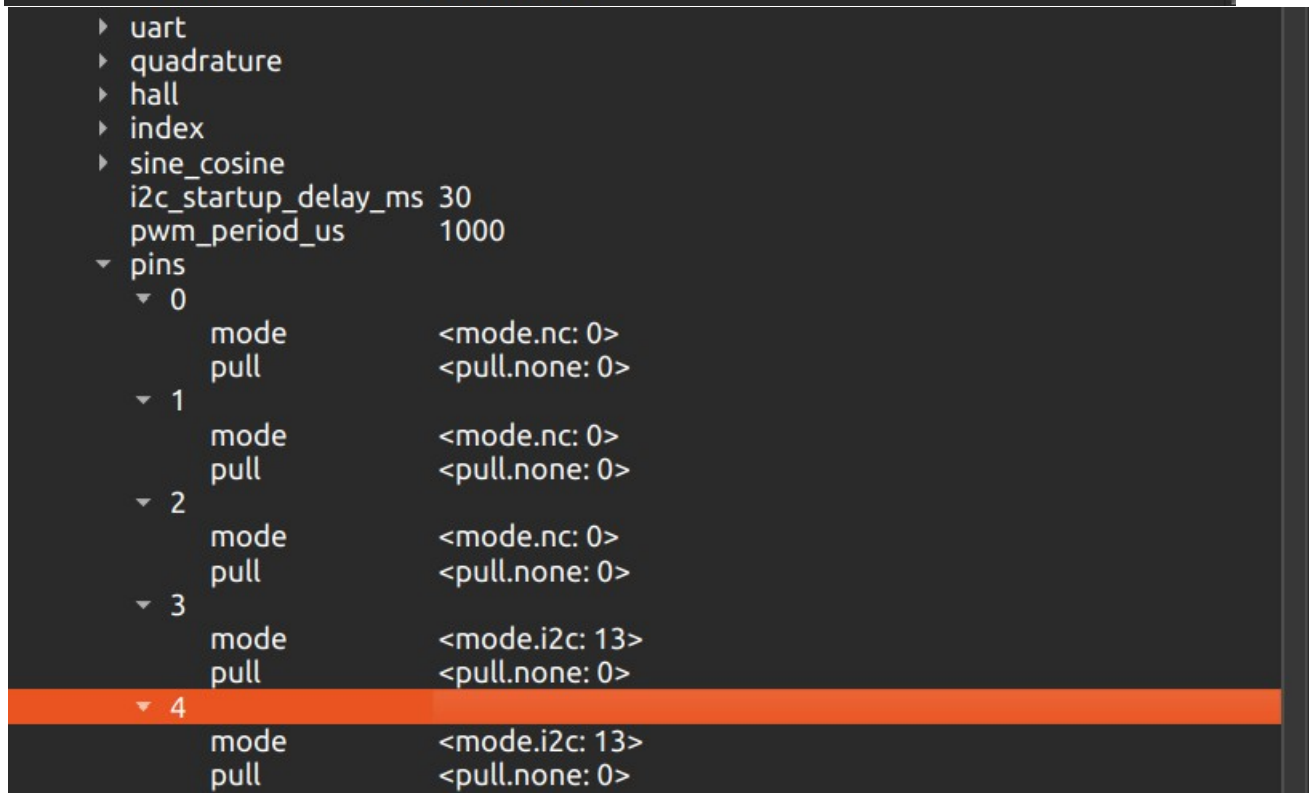 uart
quadrature
hall
index
sine_cosine
i2c_startup_delay_ms 30
pwm_period_us 1000
pins
0
mode <mode.nc: 0>
pull <pull.none: 0>
1
mode <mode.nc: 0>
pull <pull.none: 0>
2
mode <mode.nc: 0>
pull <pull.none: 0>
3
mode <mode.i2c: 13>
pull <pull.none: 0>
4
mode <mode.i2c: 13>
pull <pull.none: 0>